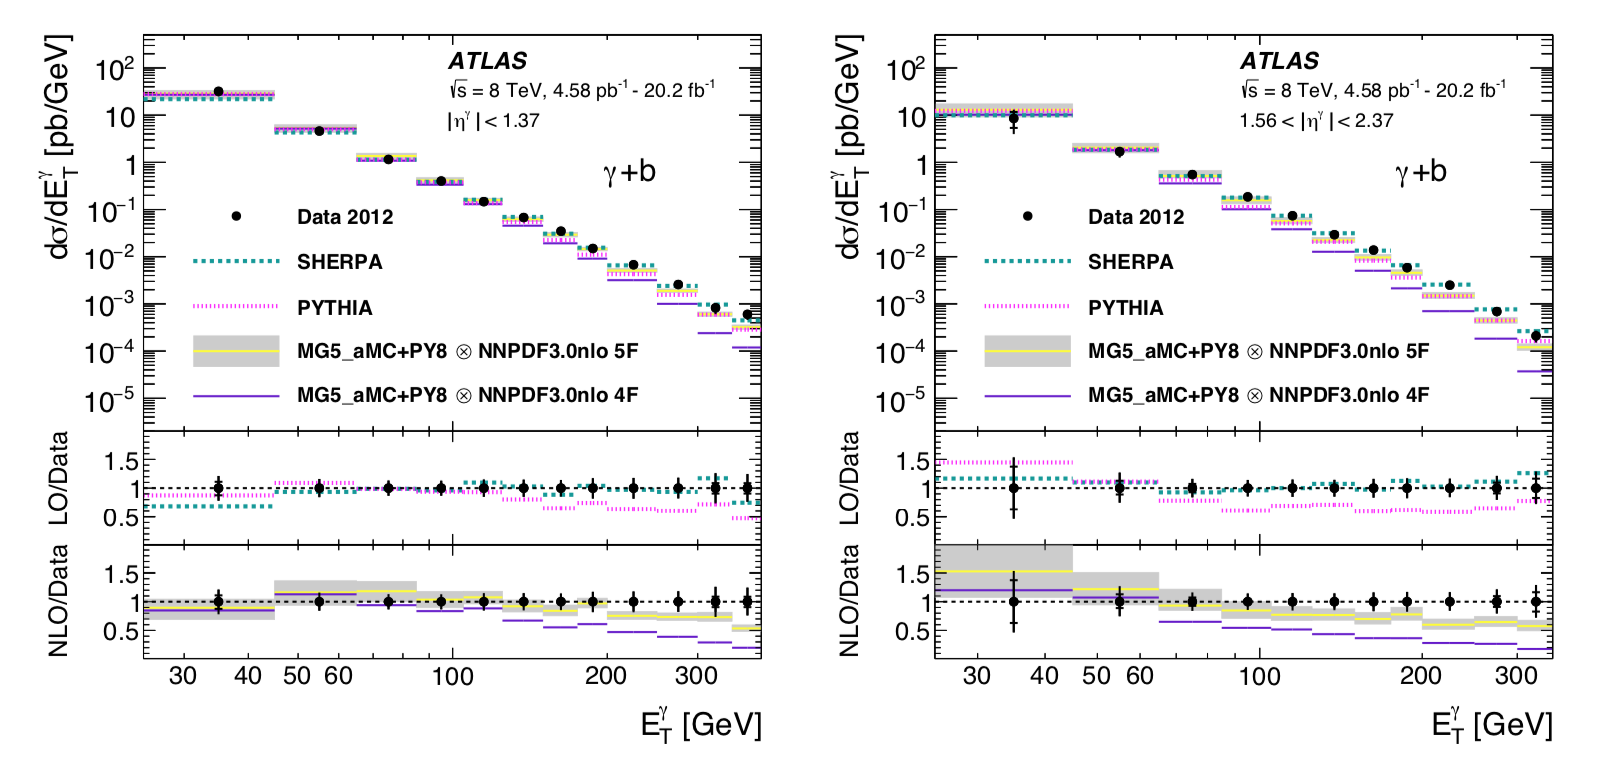 dσ/dE_T^γ [pb/GeV]
10²
10
1
10⁻¹
10⁻²
10⁻³
10⁻⁴
10⁻⁵
ATLAS
√s = 8 TeV, 4.58 pb⁻¹ - 20.2 fb⁻¹
|η^γ| < 1.37
γ+b
Data 2012
SHERPA
PYTHIA
MG5_aMC+PY8 ⊗ NNPDF3.0nlo 5F
MG5_aMC+PY8 ⊗ NNPDF3.0nlo 4F
LO/Data
1.5
1
0.5
NLO/Data
1.5
1
0.5
30 40 50 60 100 200 300
E_T^γ [GeV]
dσ/dE_T^γ [pb/GeV]
10²
10
1
10⁻¹
10⁻²
10⁻³
10⁻⁴
10⁻⁵
ATLAS
√s = 8 TeV, 4.58 pb⁻¹ - 20.2 fb⁻¹
1.56 < |η^γ| < 2.37
γ+b
Data 2012
SHERPA
PYTHIA
MG5_aMC+PY8 ⊗ NNPDF3.0nlo 5F
MG5_aMC+PY8 ⊗ NNPDF3.0nlo 4F
LO/Data
1.5
1
0.5
NLO/Data
1.5
1
0.5
30 40 50 60 100 200 300
E_T^γ [GeV]